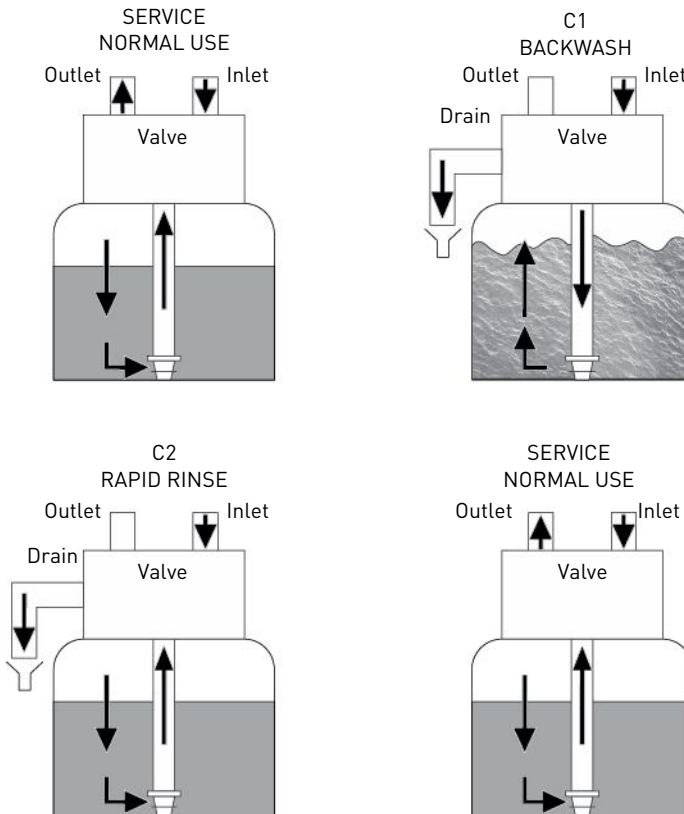 SERVICE
NORMAL USE
Outlet
Inlet
Valve
C1
BACKWASH
Outlet
Inlet
Drain
Valve
C2
RAPID RINSE
Outlet
Inlet
Drain
Valve
SERVICE
NORMAL USE
Outlet
Inlet
Valve